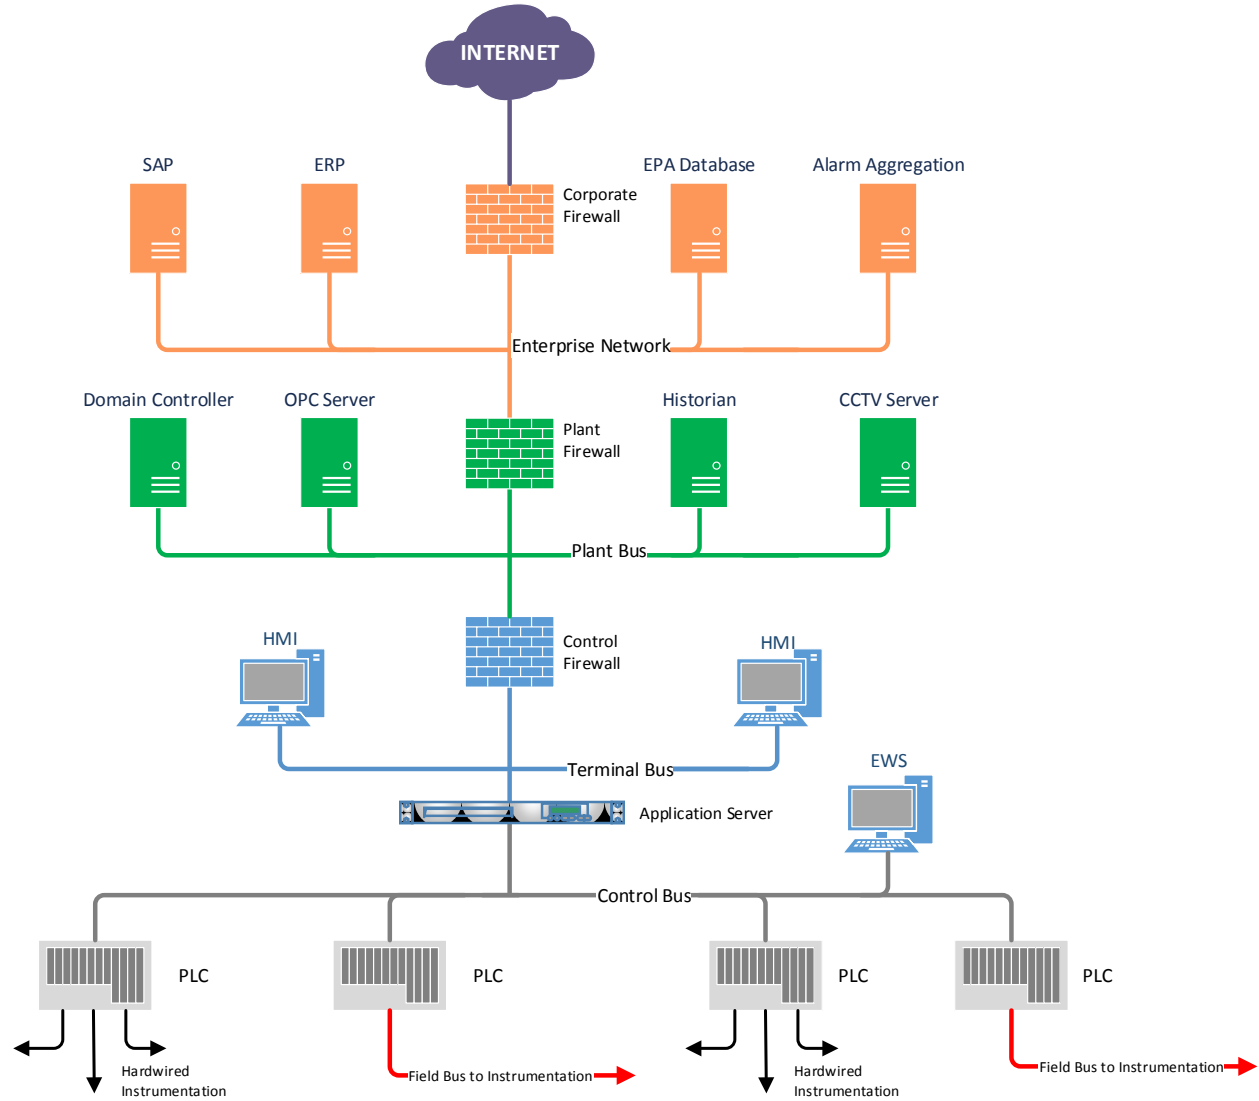 INTERNET
SAP
ERP
EPA Database
Alarm Aggregation
Corporate
Firewall
Enterprise Network
Domain Controller
OPC Server
Historian
CCTV Server
Plant
Firewall
Plant Bus
HMI
Control
Firewall
HMI
Terminal Bus
EWS
Application Server
Control Bus
PLC
PLC
PLC
PLC
Hardwired
Instrumentation
Field Bus to Instrumentation
Hardwired
Instrumentation
Field Bus to Instrumentation